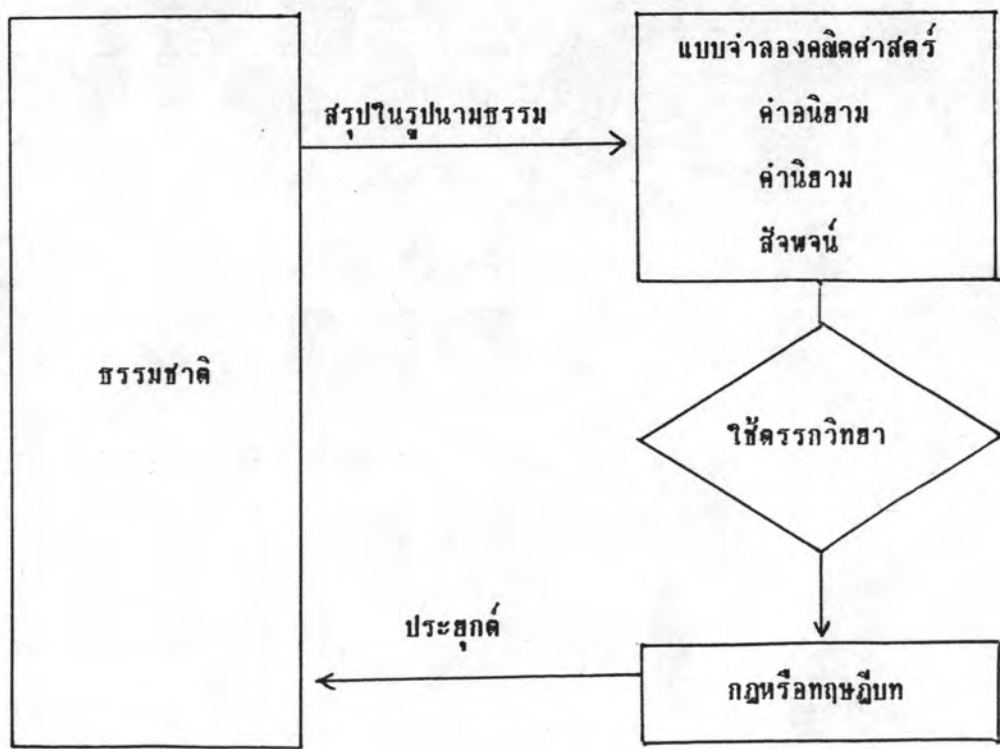 แบบจำลองคณิตศาสตร์
สรุปในรูปนามธรรม
คำอนิยาม
คำนิยาม
สัจพจน์
ธรรมชาติ
ใช้ตรรกวิทยา
ประยุกต์
กฎหรือทฤษฎีบท